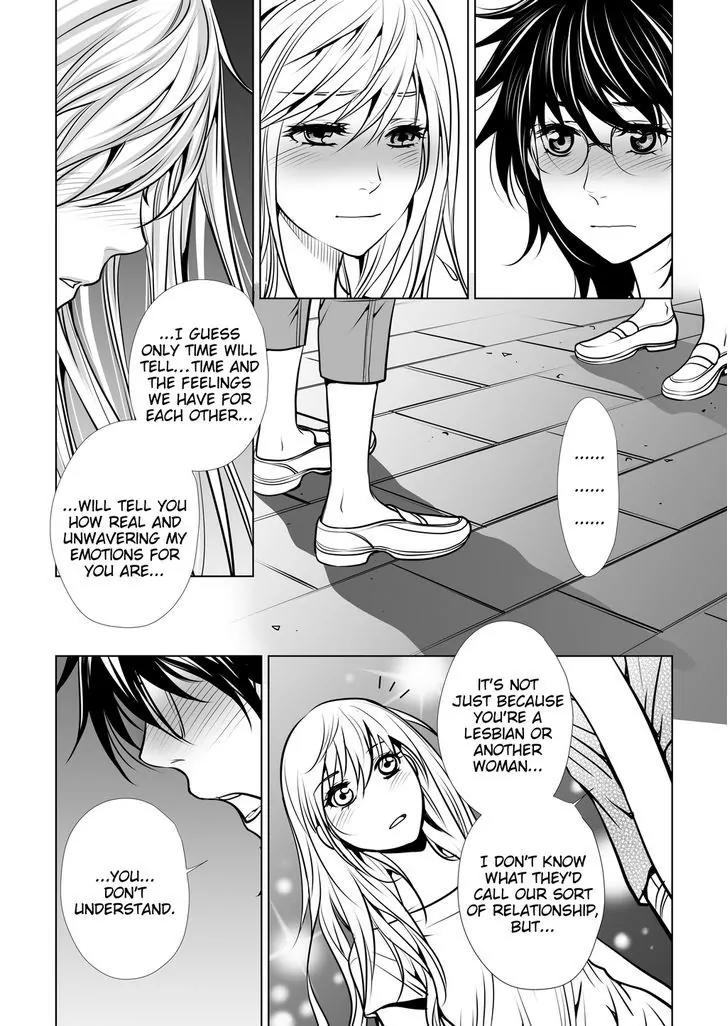 ...I GUESS
ONLY TIME WILL
TELL...TIME AND
THE FEELINGS
WE HAVE FOR
EACH OTHER...
...WILL TELL YOU
HOW REAL AND
UNWAVERING MY
EMOTIONS FOR
YOU ARE...
......
......
......
IT'S NOT
JUST BECAUSE
YOU'RE A
LESBIAN OR
ANOTHER
WOMAN...
I DON'T KNOW
WHAT THEY'D
CALL OUR SORT
OF RELATIONSHIP,
BUT...
...YOU...
DON'T
UNDERSTAND.